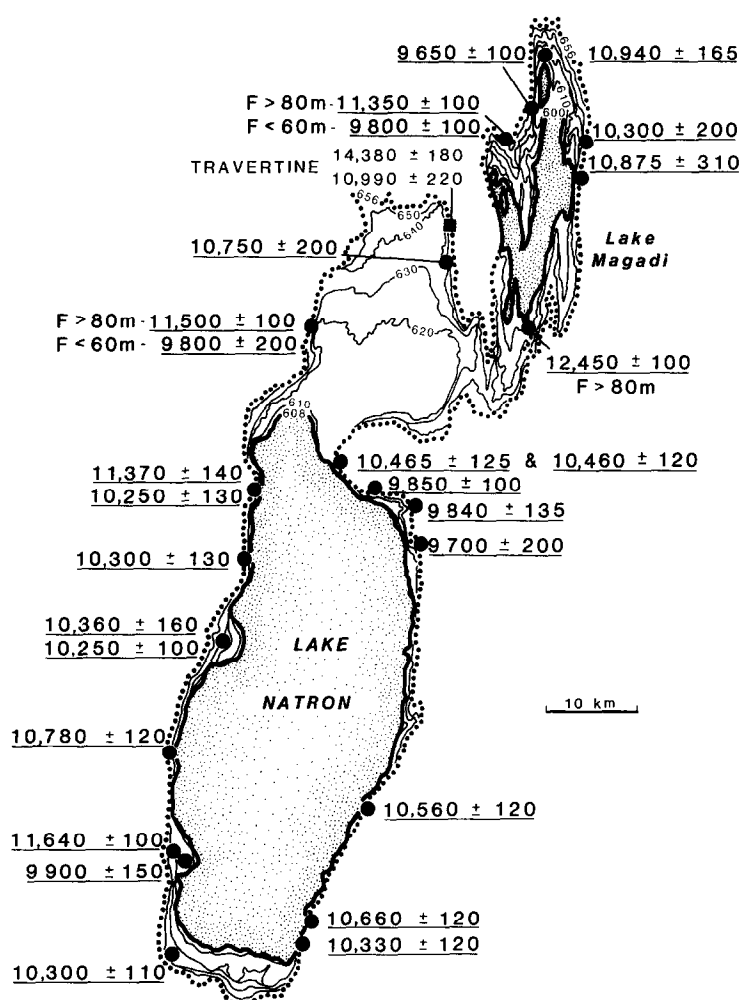 9 650 ± 100
10,940 ± 165
656
610
600
F > 80m - 11,350 ± 100
F < 60m - 9 800 ± 100
10,300 ± 200
TRAVERTINE 14,380 ± 180
10,990 ± 220
10,875 ± 310
656
650
640
Lake
Magadi
10,750 ± 200
630
F > 80m - 11,500 ± 100
F < 60m - 9 800 ± 200
620
12,450 ± 100
F > 80m
610
608
10,465 ± 125 & 10,460 ± 120
11,370 ± 140
10,250 ± 130
9 850 ± 100
9 840 ± 135
9 700 ± 200
10,300 ± 130
10,360 ± 160
10,250 ± 100
LAKE
NATRON
10 km
10,780 ± 120
10,560 ± 120
11,640 ± 100
9 900 ± 150
10,660 ± 120
10,330 ± 120
10,300 ± 110